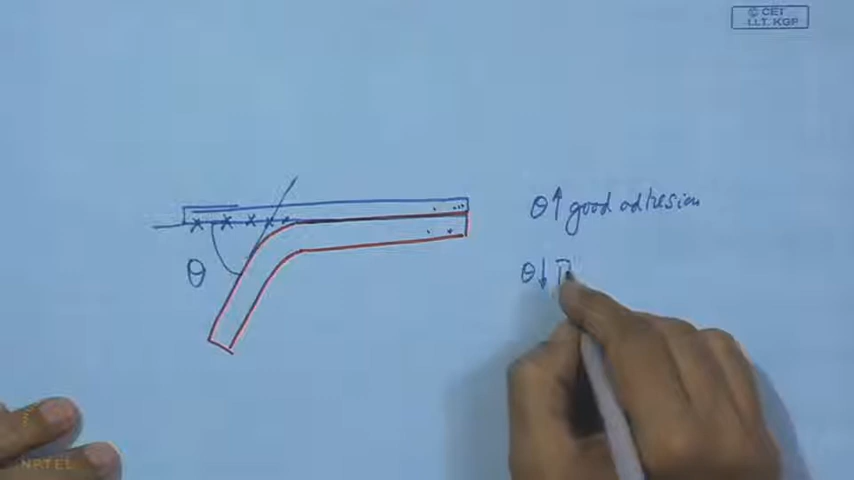 © CET
I.I.T. KGP
θ↑ good adhesion
θ↓ P
θ
x x x x x
NPTEL